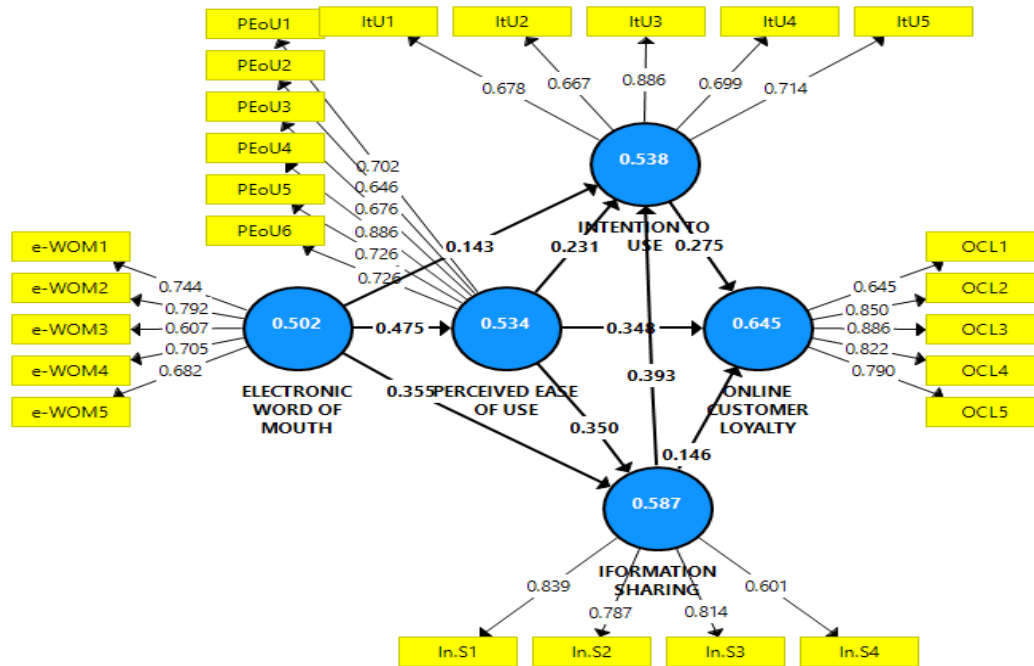 PEoU1
ItU1
ItU2
ItU3
ItU4
ItU5
PEoU2
PEoU3
PEoU4
PEoU5
PEoU6
0.678
0.667
0.886
0.699
0.714
0.702
0.646
0.676
0.886
0.726
0.726
0.538
INTENTION TO
USE
0.143
0.231
0.275
e-WOM1
e-WOM2
e-WOM3
e-WOM4
e-WOM5
0.744
0.792
0.607
0.705
0.682
0.502
ELECTRONIC
WORD OF
MOUTH
0.475
0.534
PERCEIVED EASE
OF USE
0.348
0.645
ONLINE
CUSTOMER
LOYALTY
0.645
0.850
0.886
0.822
0.790
OCL1
OCL2
OCL3
OCL4
OCL5
0.355
0.350
0.393
0.146
0.587
IFORMATION
SHARING
0.839
0.787
0.814
0.601
In.S1
In.S2
In.S3
In.S4